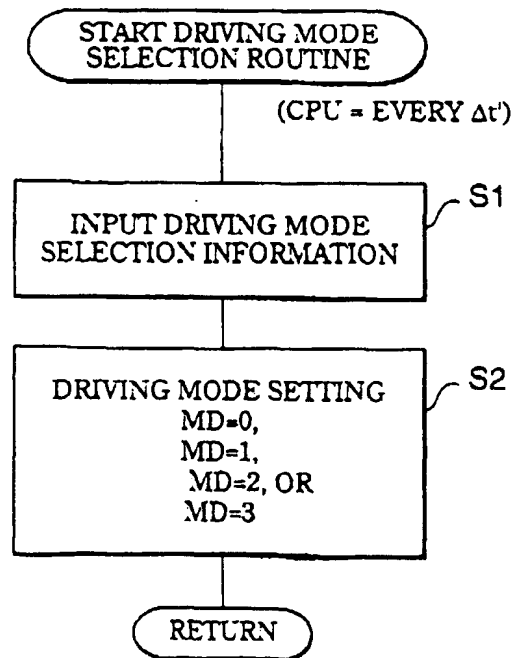 START DRIVING MODE
SELECTION ROUTINE
(CPU = EVERY Δt')
S1
INPUT DRIVING MODE
SELECTION INFORMATION
S2
DRIVING MODE SETTING
MD=0,
MD=1,
MD=2, OR
MD=3
RETURN